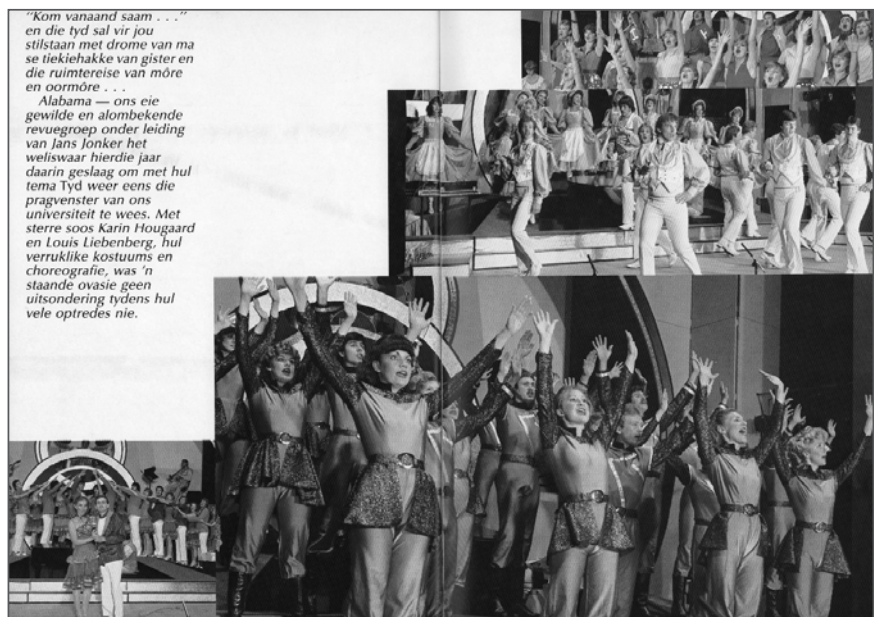 "Kom vanaand saam . . ."
en die tyd sal vir jou
stilstaan met drome van ma
se tiekiehakke van gister en
die ruimtereise van môre
en oormôre . . .
Alabama — ons eie
gewilde en alombekende
revuegroep onder leiding
van Jans Jonker het
weliswaar hierdie jaar
daarin geslaag om met hul
tema Tyd weer eens die
pragvenster van ons
universiteit te wees. Met
sterre soos Karin Hougaard
en Louis Liebenberg, hul
verruklike kostuums en
choreografie, was 'n
staande ovasie geen
uitsondering tydens hul
vele optredes nie.